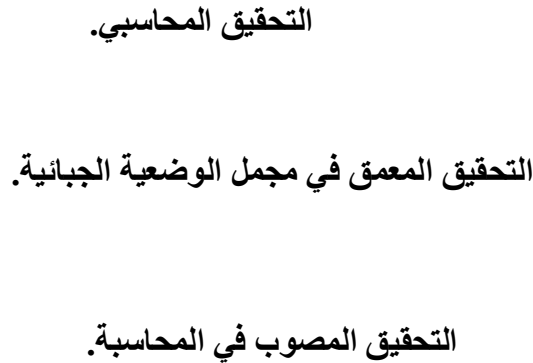 التحقيق المحاسبي.
التحقيق المعمق في مجمل الوضعية الجبائية.
التحقيق المصوب في المحاسبة.